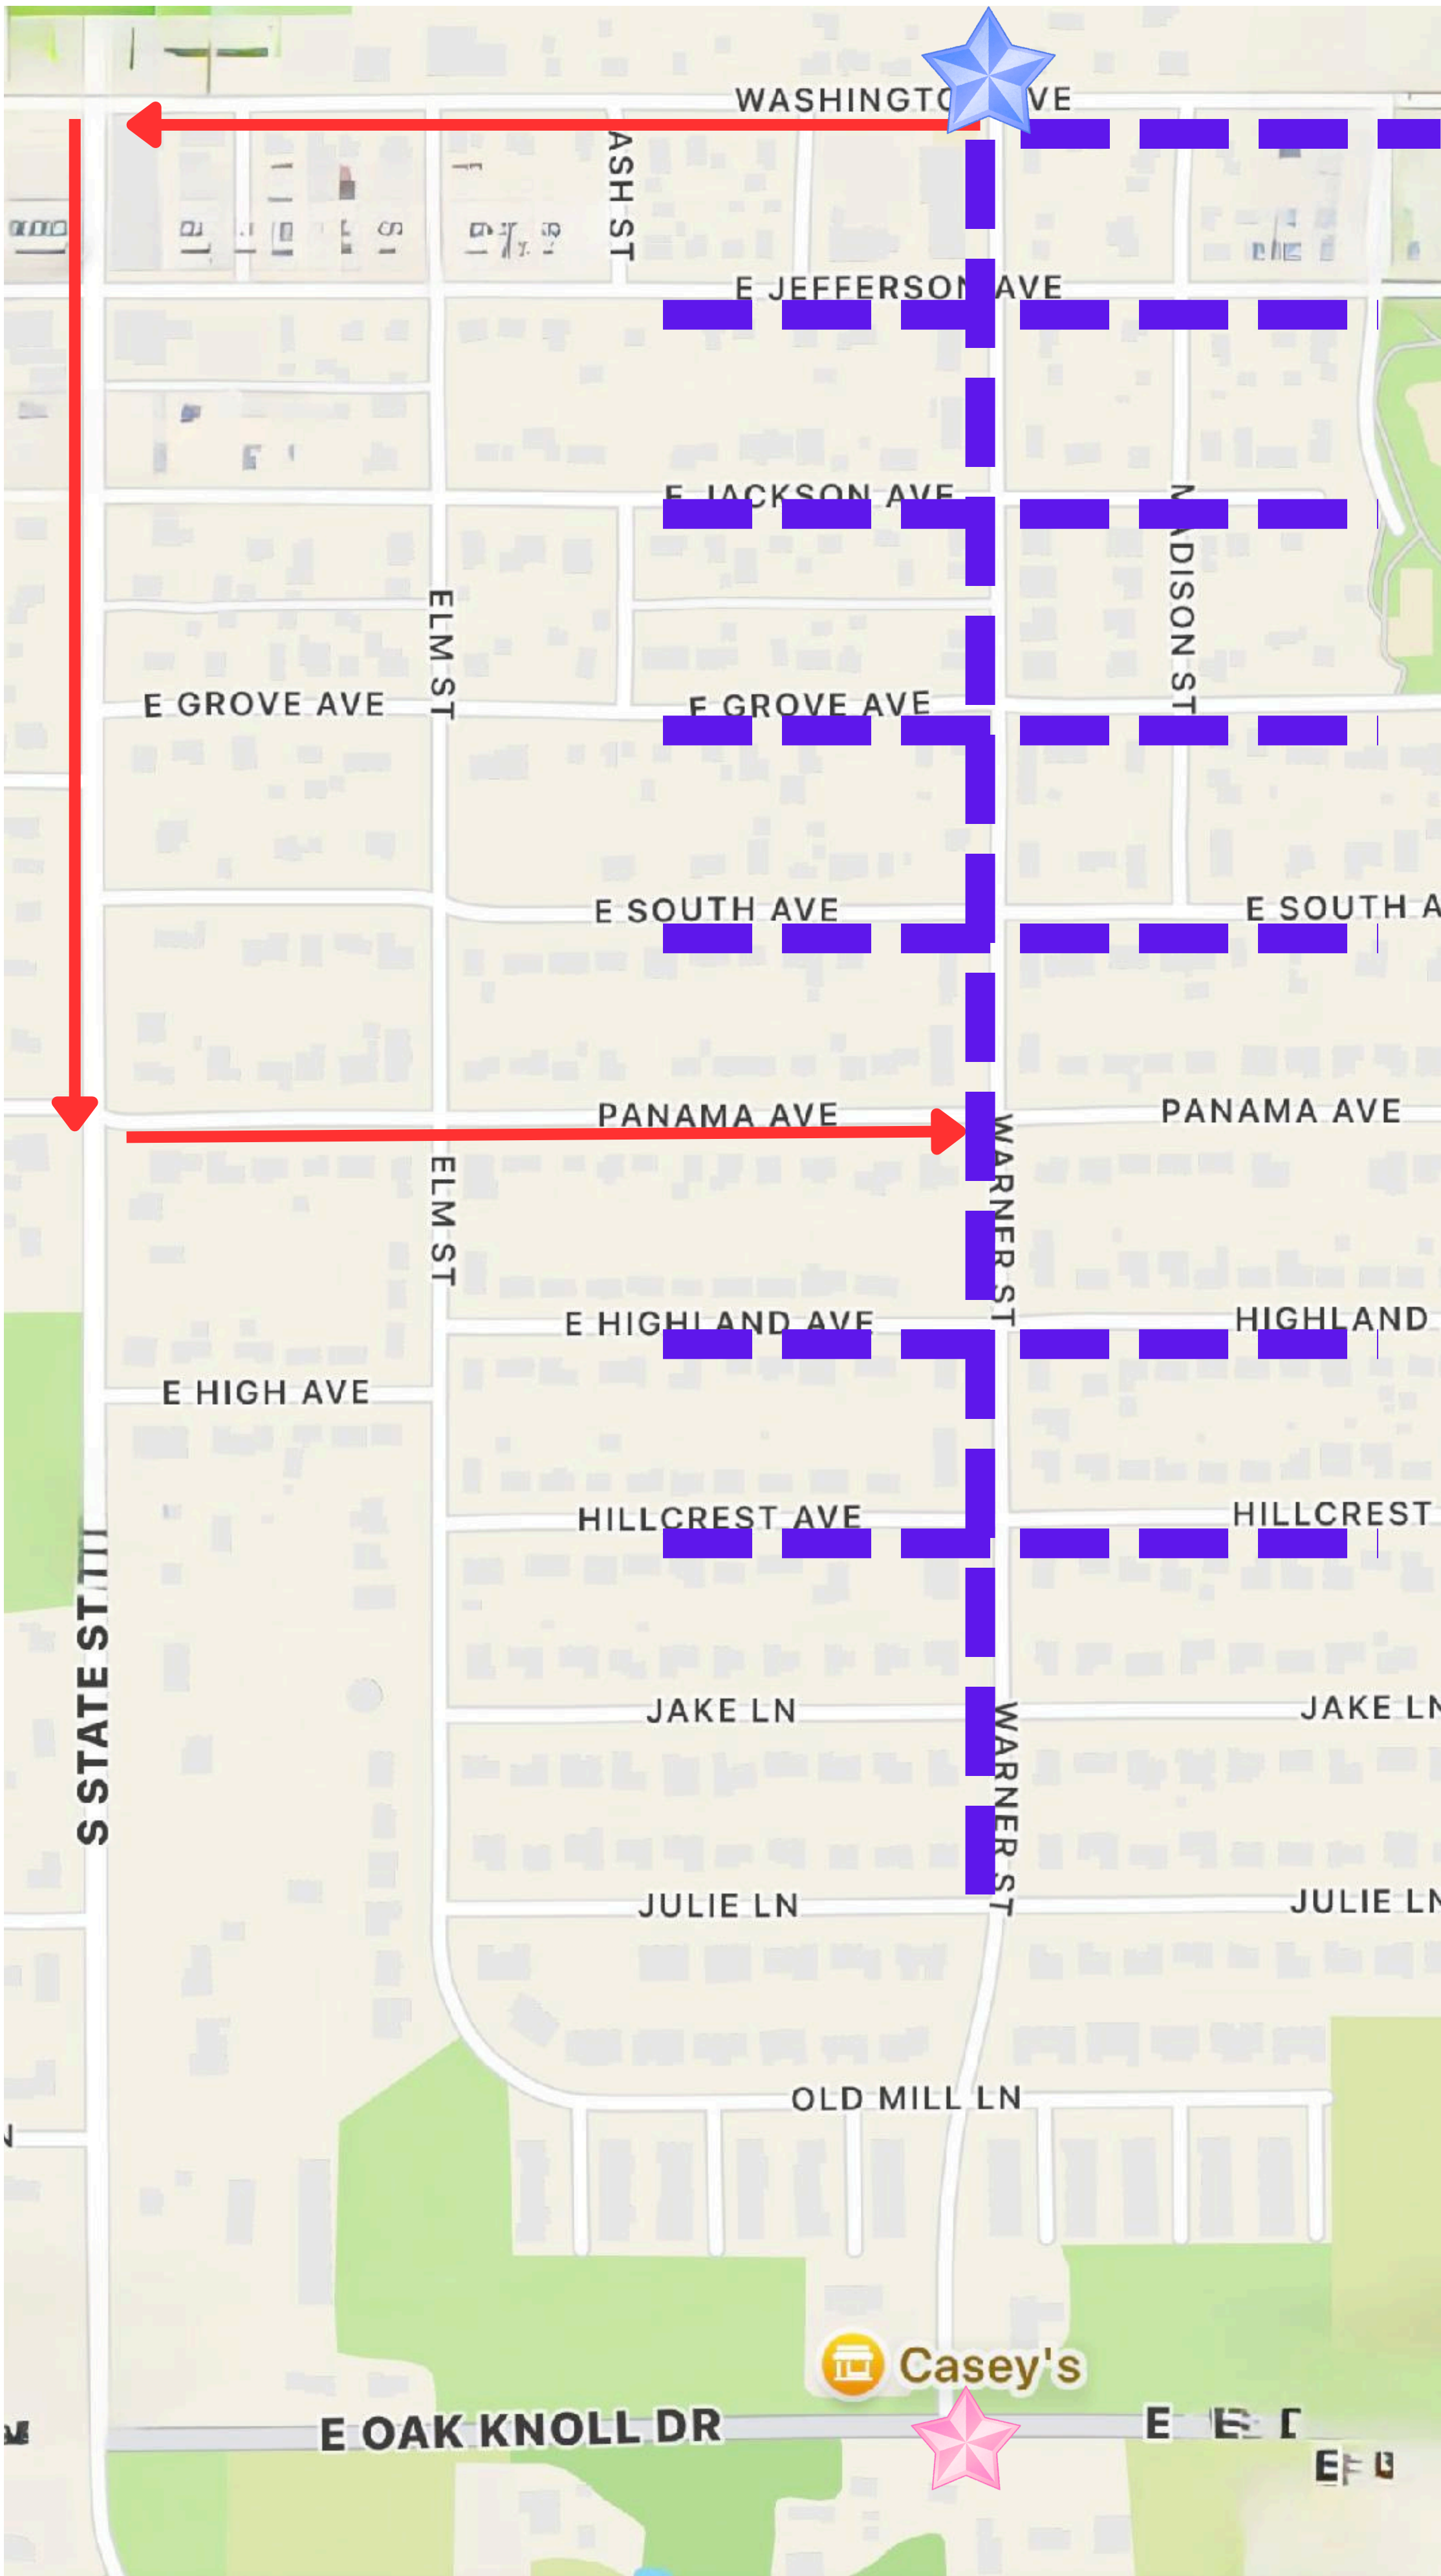 WASHINGTON AVE
ASH ST
E JEFFERSON AVE
E JACKSON AVE
MADISON ST
ELM ST
E GROVE AVE
E GROVE AVE
E SOUTH AVE
E SOUTH A
PANAMA AVE
PANAMA AVE
WARNER ST
ELM ST
E HIGHLAND AVE
HIGHLAND
E HIGH AVE
HILLCREST AVE
HILLCREST
S STATE ST
JAKE LN
JAKE LN
WARNER ST
JULIE LN
JULIE LN
OLD MILL LN
Casey's
E OAK KNOLL DR
E